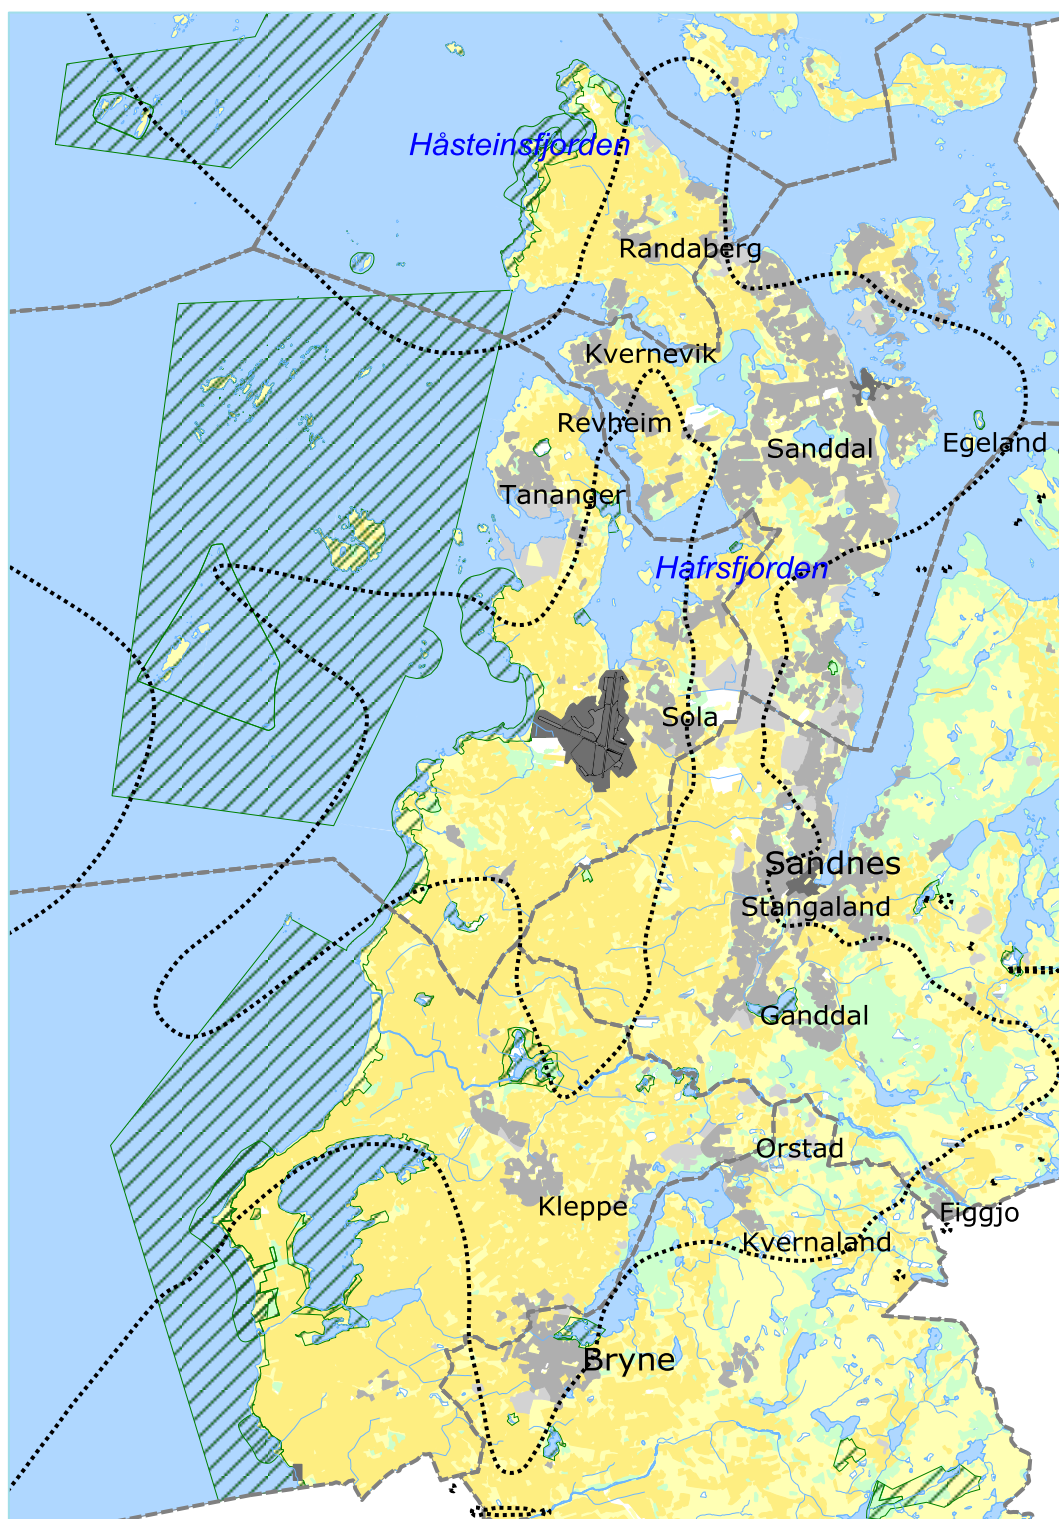 Håsteinsfjorden
Randaberg
Kvernevik
Revheim
Sanddal
Egeland
Tananger
Hafrsfjorden
Sola
Sandnes
Stangaland
Ganddal
Orstad
Kleppe
Figgjo
Kvernaland
Bryne